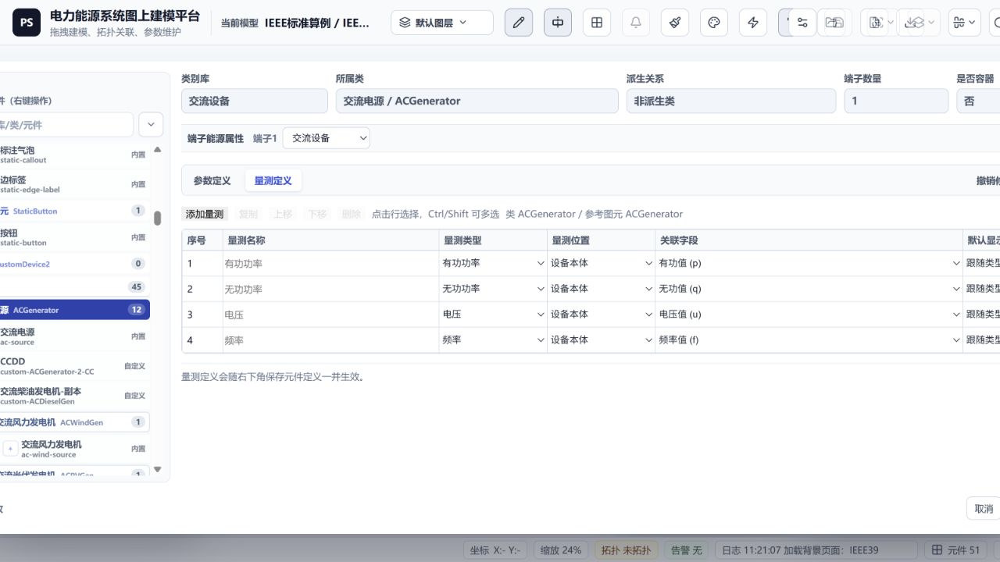 PS
电力能源系统图上建模平台
拖拽建模、拓扑关联、参数维护
当前模型 IEEE标准算例 / IEE...
默认图层
件（右键操作）
库/类/元件
标注气泡
static-callout
内置
边标签
static-edge-label
内置
元 StaticButton 1
按钮
static-button
内置
ustomDevice2 0
45
源 ACGenerator 12
交流电源
ac-source
内置
CCDD
custom-ACGenerator-2-CC
自定义
交流柴油发电机-副本
custom-ACDieselGen
自定义
交流风力发电机 ACWindGen 1
+
交流风力发电机
ac-wind-source
内置
交流光伏发电机 ACPVGen 1
类别库 所属类 派生关系 端子数量 是否容器
交流设备 交流电源 / ACGenerator 非派生类 1 否
端子能源属性 端子1 交流设备
参数定义 量测定义 撤销修
添加量测 复制 上移 下移 删除 点击行选择，Ctrl/Shift 可多选 类 ACGenerator / 参考图元 ACGenerator
序号 量测名称 量测类型 量测位置 关联字段 默认显示
1 有功功率 有功功率 设备本体 有功值 (p) 跟随类型
2 无功功率 无功功率 设备本体 无功值 (q) 跟随类型
3 电压 电压 设备本体 电压值 (u) 跟随类型
4 频率 频率 设备本体 频率值 (f) 跟随类型
量测定义会随右下角保存元件定义一并生效。
取消
坐标 X:- Y:- 缩放 24% 拓扑 未拓扑 告警 无 日志 11:21:07 加载背景页面：IEEE39 元件 51